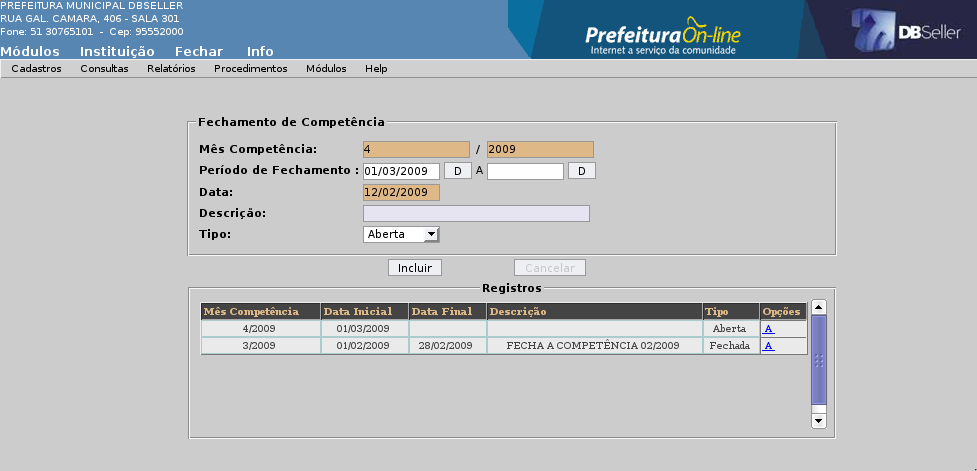 PREFEITURA MUNICIPAL DBSELLER
RUA GAL. CAMARA, 406 - SALA 301
Fone: 51 30765101 - Cep: 95552000
Prefeitura On-line
Internet a serviço da comunidade
DBSeller
Módulos Instituição Fechar Info
Cadastros Consultas Relatórios Procedimentos Módulos Help
Fechamento de Competência
Mês Competência: 4 / 2009
Período de Fechamento : 01/03/2009 D A D
Data: 12/02/2009
Descrição:
Tipo: Aberta
Incluir Cancelar
Registros
Mês Competência Data Inicial Data Final Descrição Tipo Opções
4/2009 01/03/2009 Aberta A
3/2009 01/02/2009 28/02/2009 FECHA A COMPETÊNCIA 02/2009 Fechada A